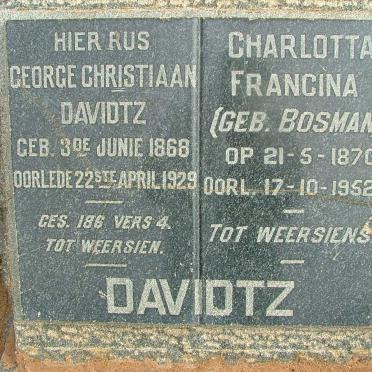 HIER RUS
GEORGE CHRISTIAAN
DAVIDTZ
GEB. 3DE JUNIE 1868
OORLEDE 22STE APRIL 1929
GES. 186 VERS 4.
TOT WEERSIEN.
CHARLOTTA
FRANCINA
(GEB. BOSMAN
OP 21-5-1870
OORL. 17-10-1952
TOT WEERSIENS
DAVIDTZ